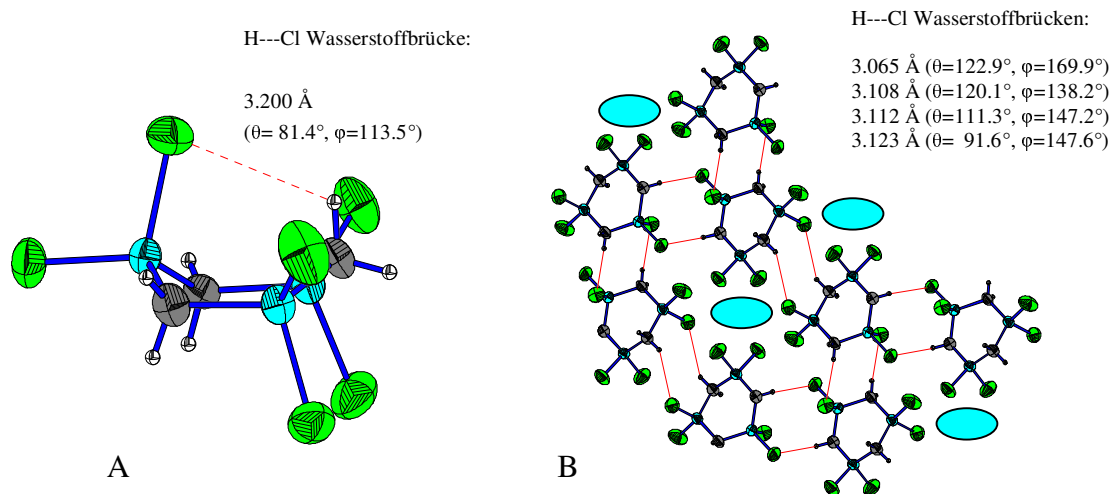 H---Cl Wasserstoffbrücke:
3.200 Å
(θ= 81.4°, φ=113.5°)
A
H---Cl Wasserstoffbrücken:
3.065 Å (θ=122.9°, φ=169.9°)
3.108 Å (θ=120.1°, φ=138.2°)
3.112 Å (θ=111.3°, φ=147.2°)
3.123 Å (θ= 91.6°, φ=147.6°)
B